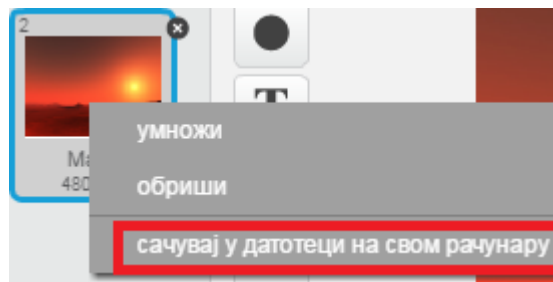 2
T
умножи
Ma
480
обриши
сачувај у датотеци на свом рачунару